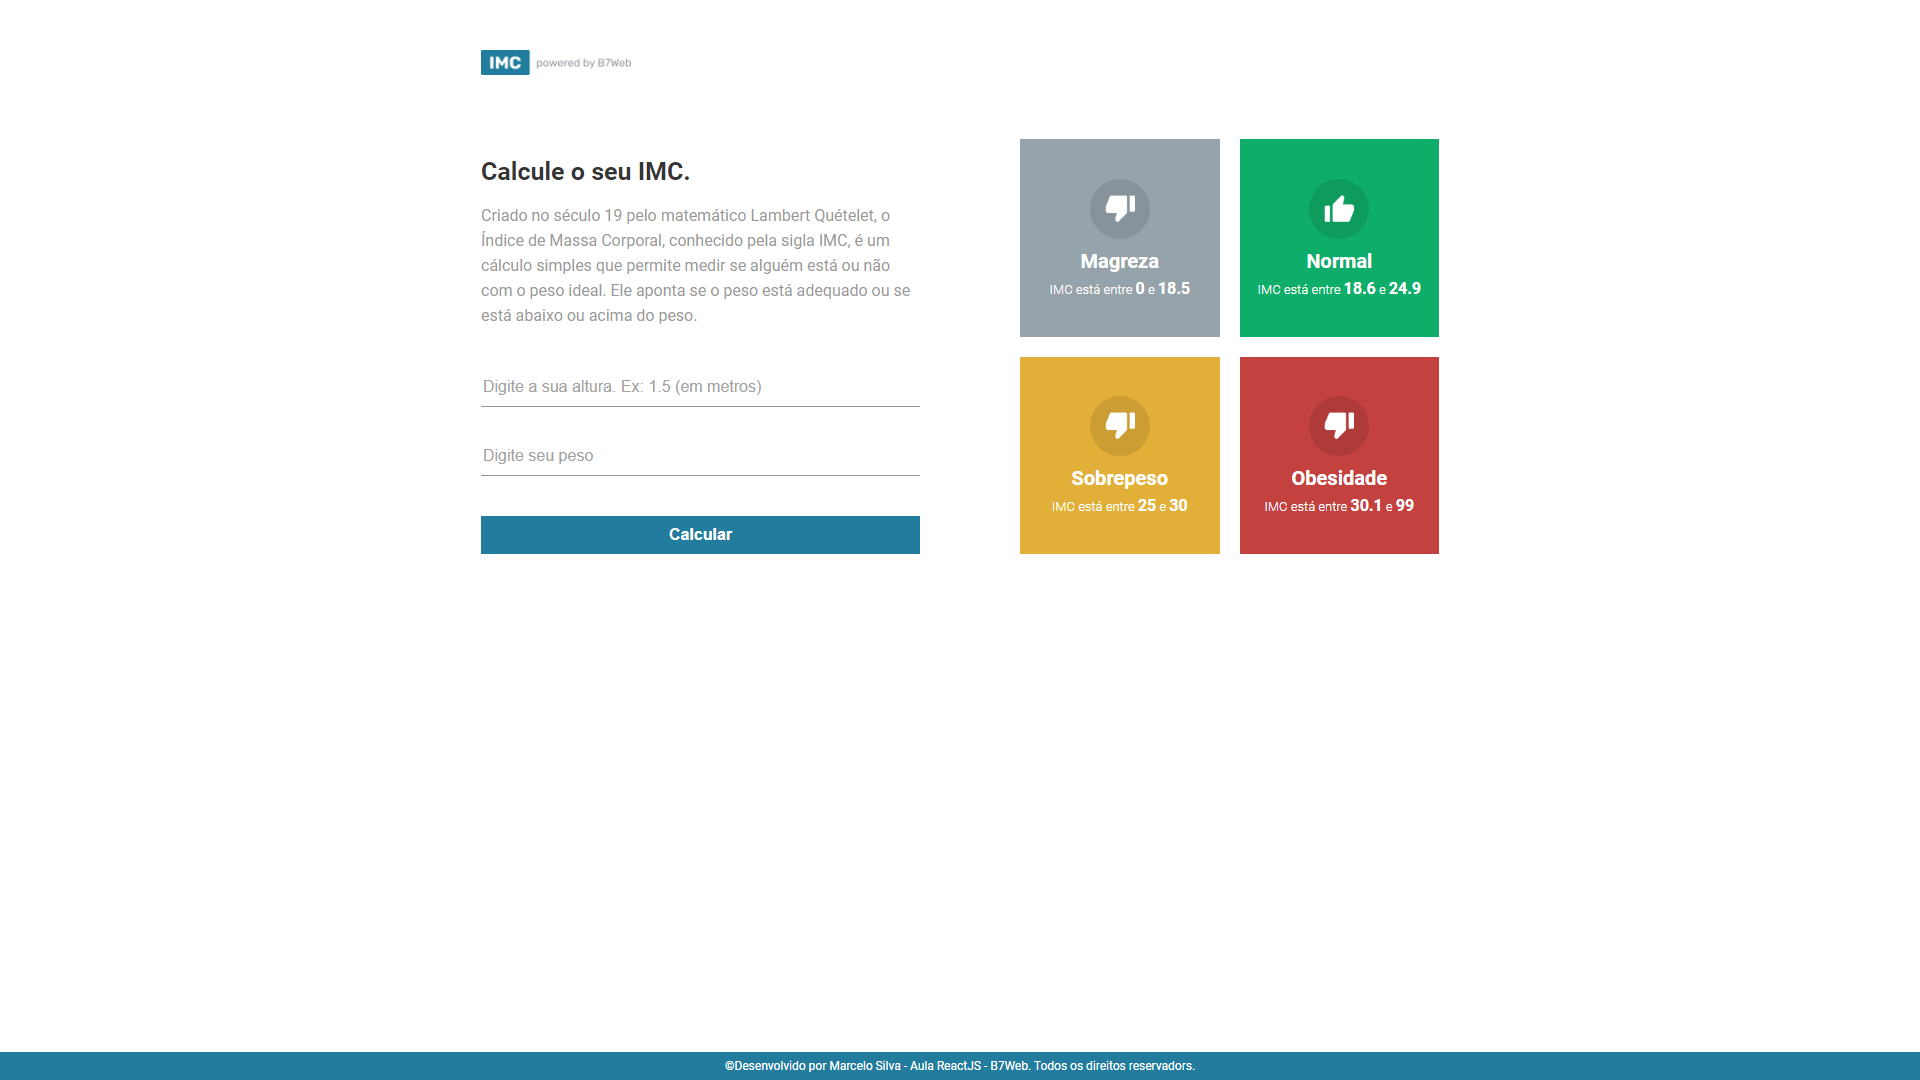 IMC powered by B7Web
Calcule o seu IMC.
Criado no século 19 pelo matemático Lambert Quételet, o
Índice de Massa Corporal, conhecido pela sigla IMC, é um
cálculo simples que permite medir se alguém está ou não
com o peso ideal. Ele aponta se o peso está adequado ou se
está abaixo ou acima do peso.
Digite a sua altura. Ex: 1.5 (em metros)
Digite seu peso
Calcular
Magreza
IMC está entre 0 e 18.5
Normal
IMC está entre 18.6 e 24.9
Sobrepeso
IMC está entre 25 e 30
Obesidade
IMC está entre 30.1 e 99
©Desenvolvido por Marcelo Silva - Aula ReactJS - B7Web. Todos os direitos reservadors.